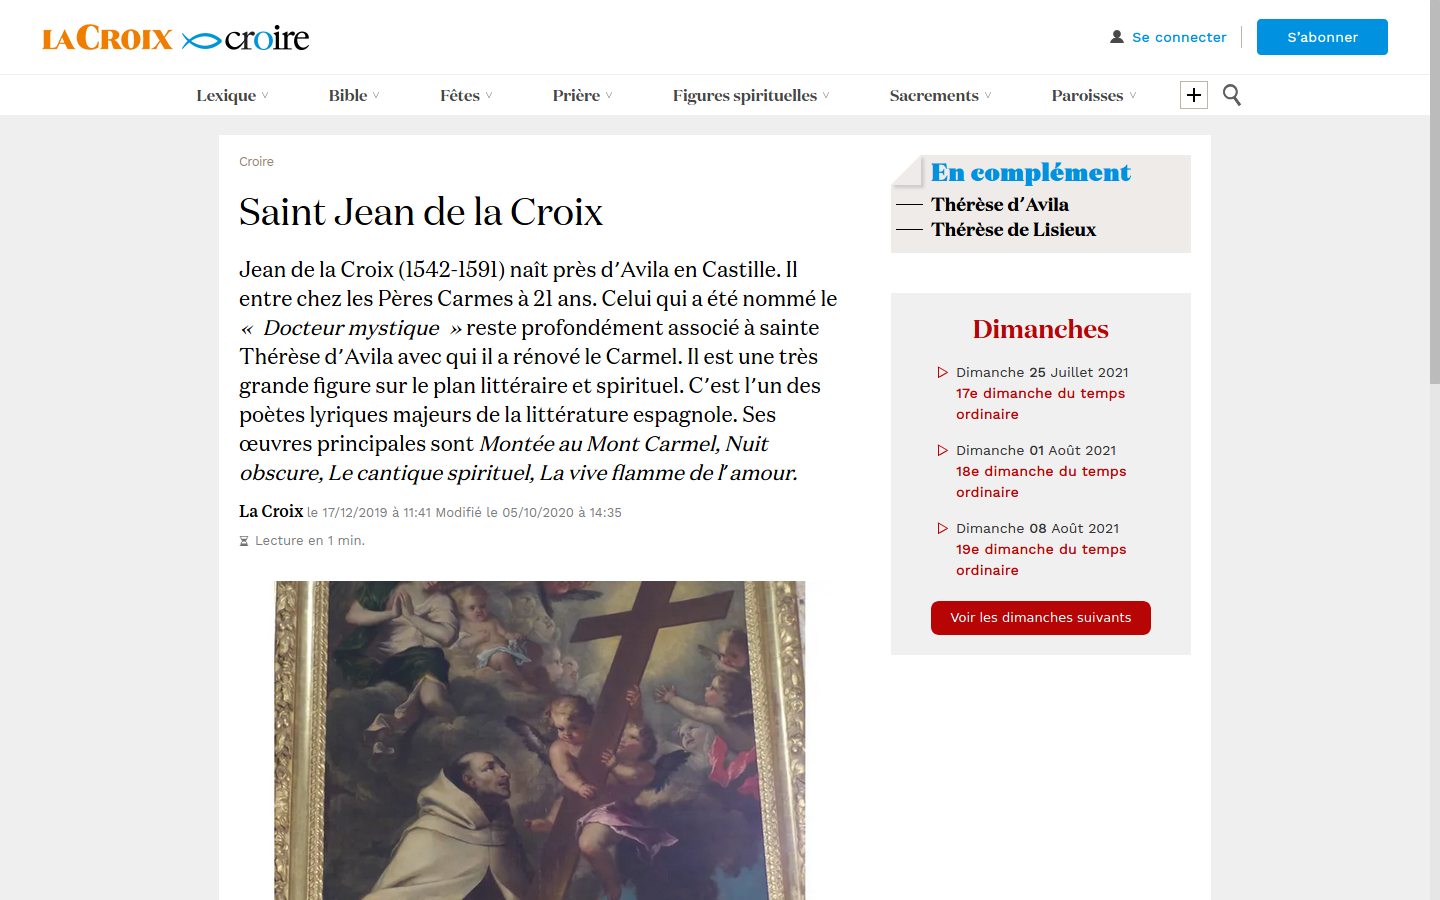 LA CROIX croire
Se connecter
S'abonner
Lexique
Bible
Fêtes
Prière
Figures spirituelles
Sacrements
Paroisses
Croire
Saint Jean de la Croix
Jean de la Croix (1542-1591) naît près d’Avila en Castille. Il
entre chez les Pères Carmes à 21 ans. Celui qui a été nommé le
« Docteur mystique » reste profondément associé à sainte
Thérèse d’Avila avec qui il a rénové le Carmel. Il est une très
grande figure sur le plan littéraire et spirituel. C’est l’un des
poètes lyriques majeurs de la littérature espagnole. Ses
œuvres principales sont Montée au Mont Carmel, Nuit
obscure, Le cantique spirituel, La vive flamme de l’amour.
La Croix le 17/12/2019 à 11:41 Modifié le 05/10/2020 à 14:35
Lecture en 1 min.
En complément
Thérèse d’Avila
Thérèse de Lisieux
Dimanches
Dimanche 25 Juillet 2021
17e dimanche du temps
ordinaire
Dimanche 01 Août 2021
18e dimanche du temps
ordinaire
Dimanche 08 Août 2021
19e dimanche du temps
ordinaire
Voir les dimanches suivants